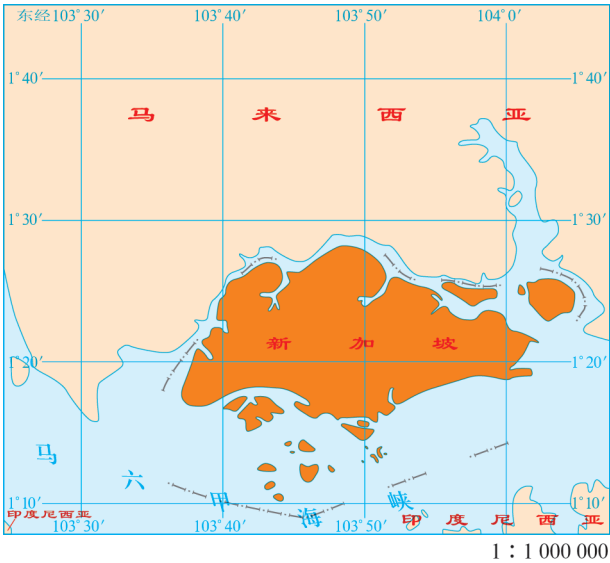 东经103°30′ 103°40′ 103°50′ 104°0′
1°40′ 1°40′
马 来 西 亚
1°30′ 1°30′
新 加 坡
1°20′ 1°20′
马 六 甲 海 峡
1°10′ 1°10′
印度尼西亚 印 度 尼 西 亚
103°30′ 103°40′ 103°50′
1∶1 000 000